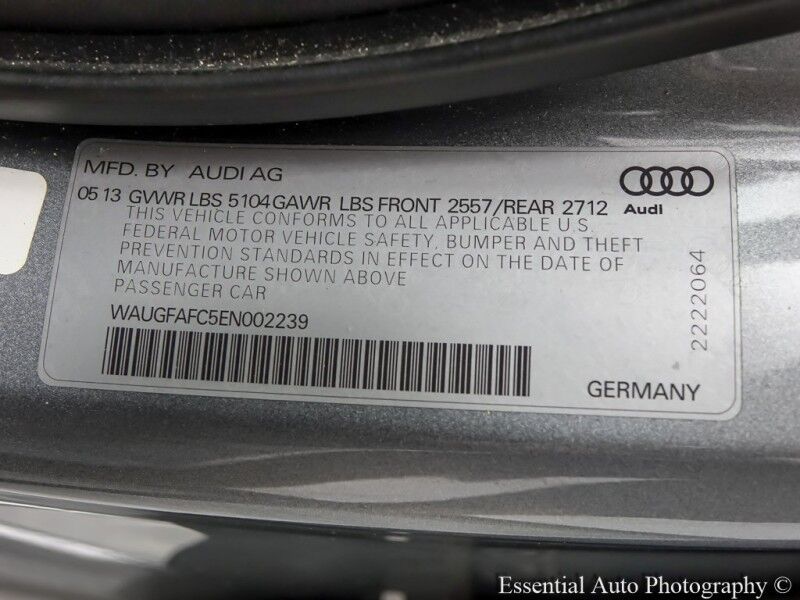 MFD. BY AUDI AG
05 13 GVWR LBS 5104 GAWR LBS FRONT 2557/REAR 2712
Audi
THIS VEHICLE CONFORMS TO ALL APPLICABLE U S
FEDERAL MOTOR VEHICLE SAFETY, BUMPER AND THEFT
PREVENTION STANDARDS IN EFFECT ON THE DATE OF
MANUFACTURE SHOWN ABOVE
PASSENGER CAR
2222064
WAUGFAFC5EN002239
GERMANY
Essential Auto Photography ©